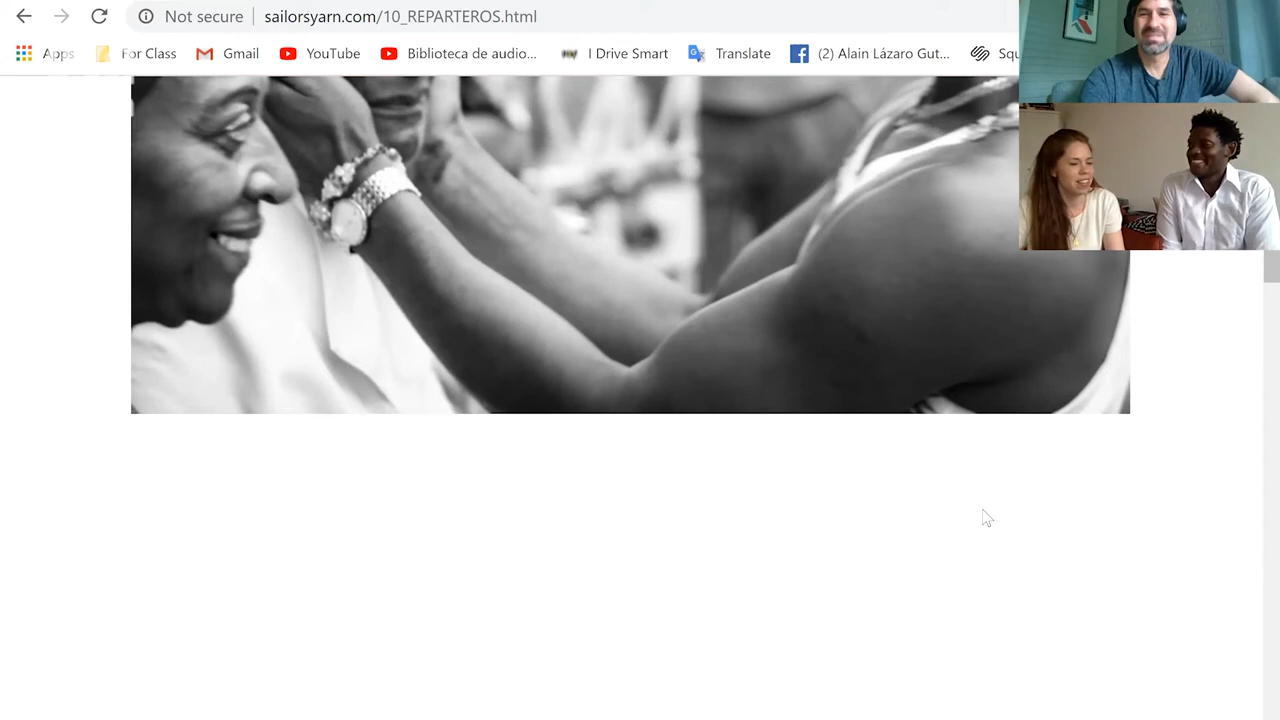 Not secure sailorsyarn.com/10_REPARTEROS.html
Apps For Class Gmail YouTube Biblioteca de audio... I Drive Smart Translate (2) Alain Lázaro Gut... Squ